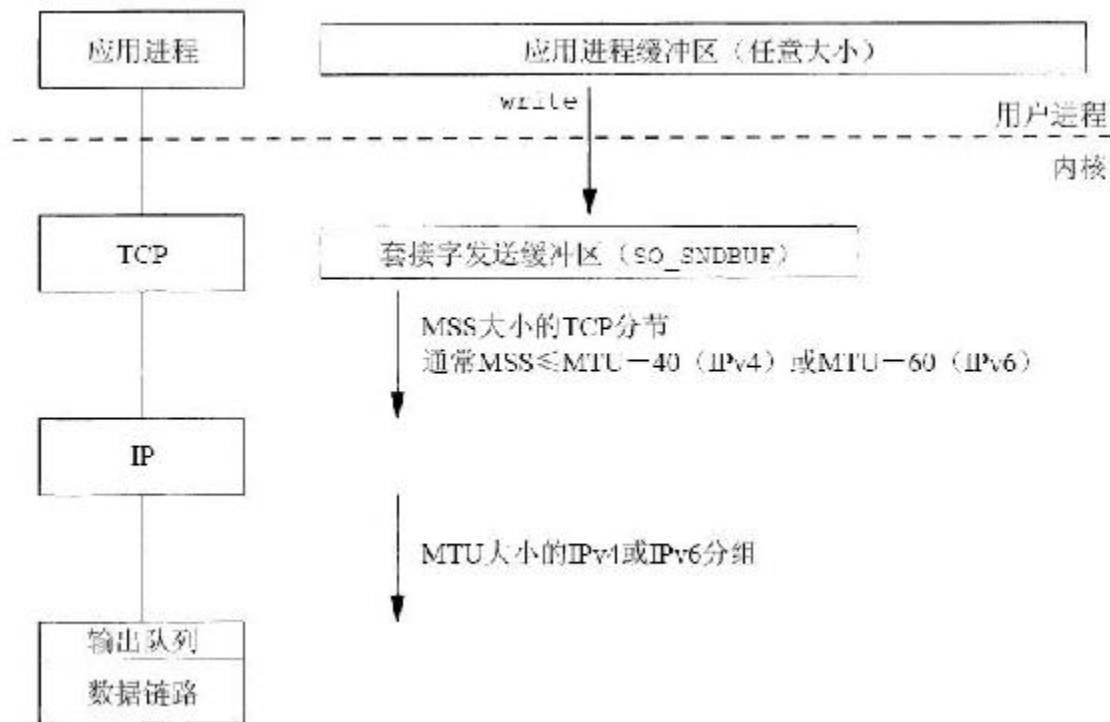 应用进程
应用进程缓冲区（任意大小）
write
用户进程
内核
TCP
套接字发送缓冲区（SO_SNDBUF）
MSS大小的TCP分节
通常MSS≤MTU－40（IPv4）或MTU－60（IPv6）
IP
MTU大小的IPv4或IPv6分组
输出队列
数据链路